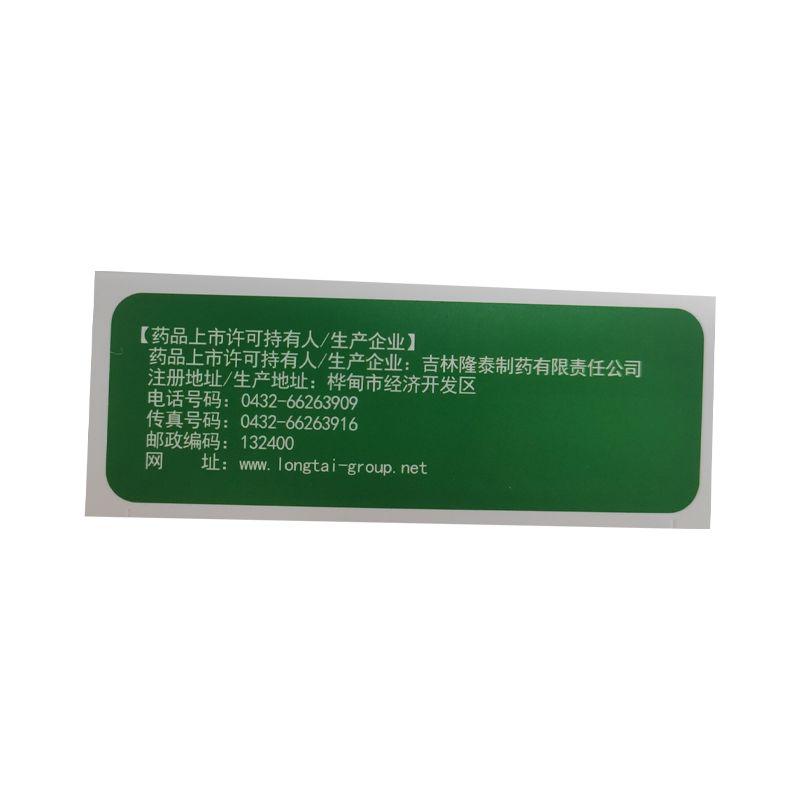 【药品上市许可持有人/生产企业】
药品上市许可持有人/生产企业：吉林隆泰制药有限责任公司
注册地址/生产地址：桦甸市经济开发区
电话号码：0432-66263909
传真号码：0432-66263916
邮政编码：132400
网　　址：www.longtai-group.net